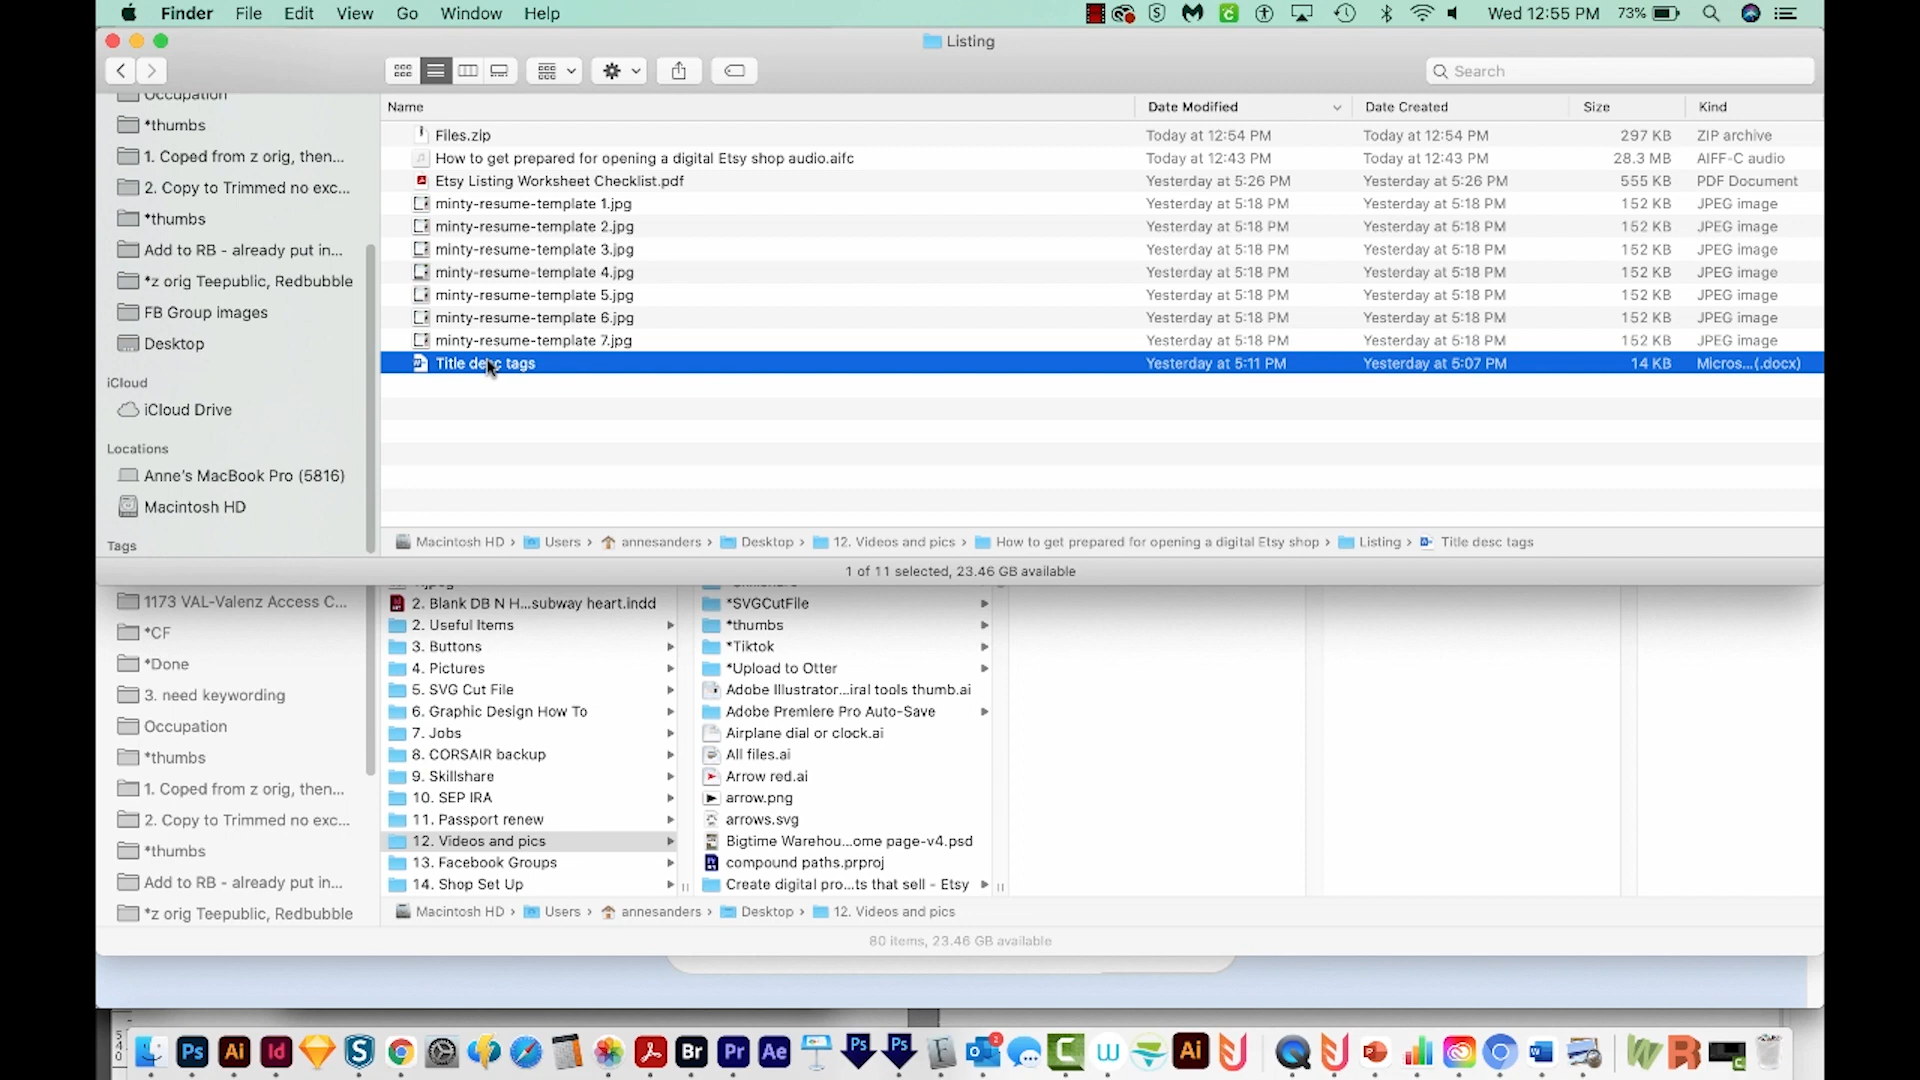 Finder File Edit View Go Window Help Wed 12:55 PM 73%
Listing
Search
Name Date Modified Date Created Size Kind
Occupation
*thumbs
1. Coped from z orig, then...
2. Copy to Trimmed no exc...
*thumbs
Add to RB - already put in...
*z orig Teepublic, Redbubble
FB Group images
Desktop
iCloud
iCloud Drive
Locations
Anne's MacBook Pro (5816)
Macintosh HD
Tags
Files.zip Today at 12:54 PM Today at 12:54 PM 297 KB ZIP archive
How to get prepared for opening a digital Etsy shop audio.aifc Today at 12:43 PM Today at 12:43 PM 28.3 MB AIFF-C audio
Etsy Listing Worksheet Checklist.pdf Yesterday at 5:26 PM Yesterday at 5:26 PM 555 KB PDF Document
minty-resume-template 1.jpg Yesterday at 5:18 PM Yesterday at 5:18 PM 152 KB JPEG image
minty-resume-template 2.jpg Yesterday at 5:18 PM Yesterday at 5:18 PM 152 KB JPEG image
minty-resume-template 3.jpg Yesterday at 5:18 PM Yesterday at 5:18 PM 152 KB JPEG image
minty-resume-template 4.jpg Yesterday at 5:18 PM Yesterday at 5:18 PM 152 KB JPEG image
minty-resume-template 5.jpg Yesterday at 5:18 PM Yesterday at 5:18 PM 152 KB JPEG image
minty-resume-template 6.jpg Yesterday at 5:18 PM Yesterday at 5:18 PM 152 KB JPEG image
minty-resume-template 7.jpg Yesterday at 5:18 PM Yesterday at 5:18 PM 152 KB JPEG image
Title desc tags Yesterday at 5:11 PM Yesterday at 5:07 PM 14 KB Micros...(.docx)
Macintosh HD › Users › annesanders › Desktop › 12. Videos and pics › How to get prepared for opening a digital Etsy shop › Listing › Title desc tags
1 of 11 selected, 23.46 GB available
1173 VAL-Valenz Access C...
*CF
*Done
3. need keywording
Occupation
*thumbs
1. Coped from z orig, then...
2. Copy to Trimmed no exc...
*thumbs
Add to RB - already put in...
*z orig Teepublic, Redbubble
2. Blank DB N H...subway heart.indd
2. Useful Items
3. Buttons
4. Pictures
5. SVG Cut File
6. Graphic Design How To
7. Jobs
8. CORSAIR backup
9. Skillshare
10. SEP IRA
11. Passport renew
12. Videos and pics
13. Facebook Groups
14. Shop Set Up
*SVGCutFile
*thumbs
*Tiktok
*Upload to Otter
Adobe Illustrator...iral tools thumb.ai
Adobe Premiere Pro Auto-Save
Airplane dial or clock.ai
All files.ai
Arrow red.ai
arrow.png
arrows.svg
Bigtime Warehou...ome page-v4.psd
compound paths.prproj
Create digital pro...ts that sell - Etsy
Macintosh HD › Users › annesanders › Desktop › 12. Videos and pics
80 items, 23.46 GB available
Ps Ai Id Br Pr Ae Ps Ps Ai